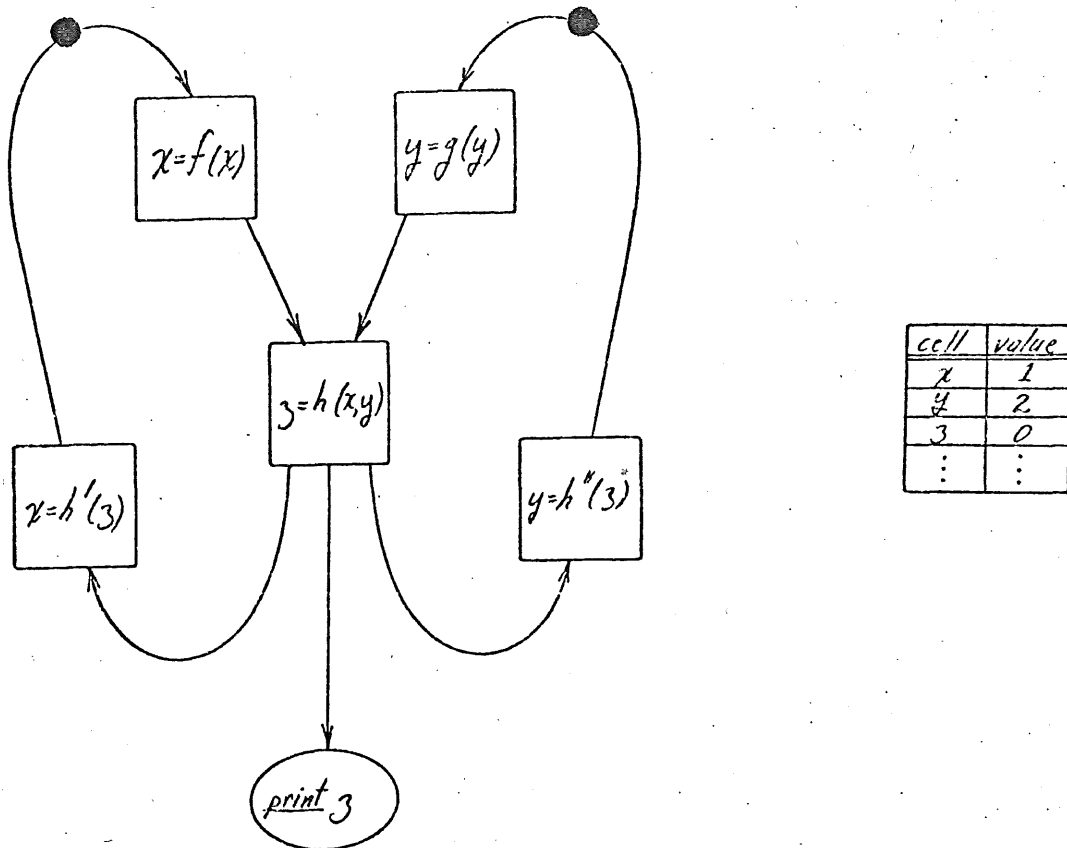 x=f(x)
y=g(y)
z=h(x,y)
x=h'(z)
y=h"(z)
print z
cell value
x 1
y 2
z 0
⋮ ⋮